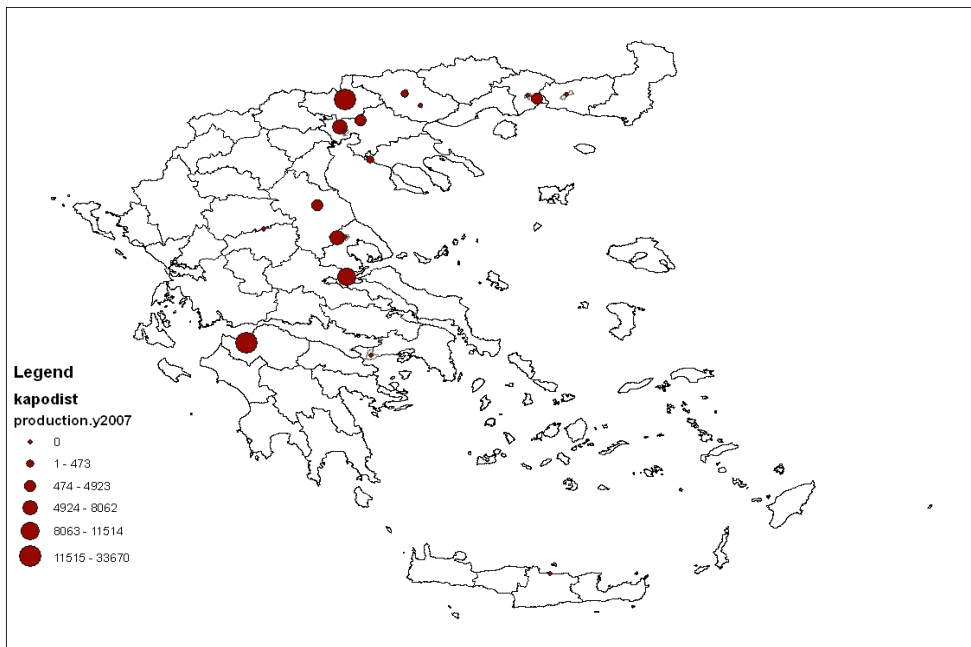 Legend
kapodist
production.y2007
0
1 - 473
474 - 4923
4924 - 8062
8063 - 11514
11515 - 33670